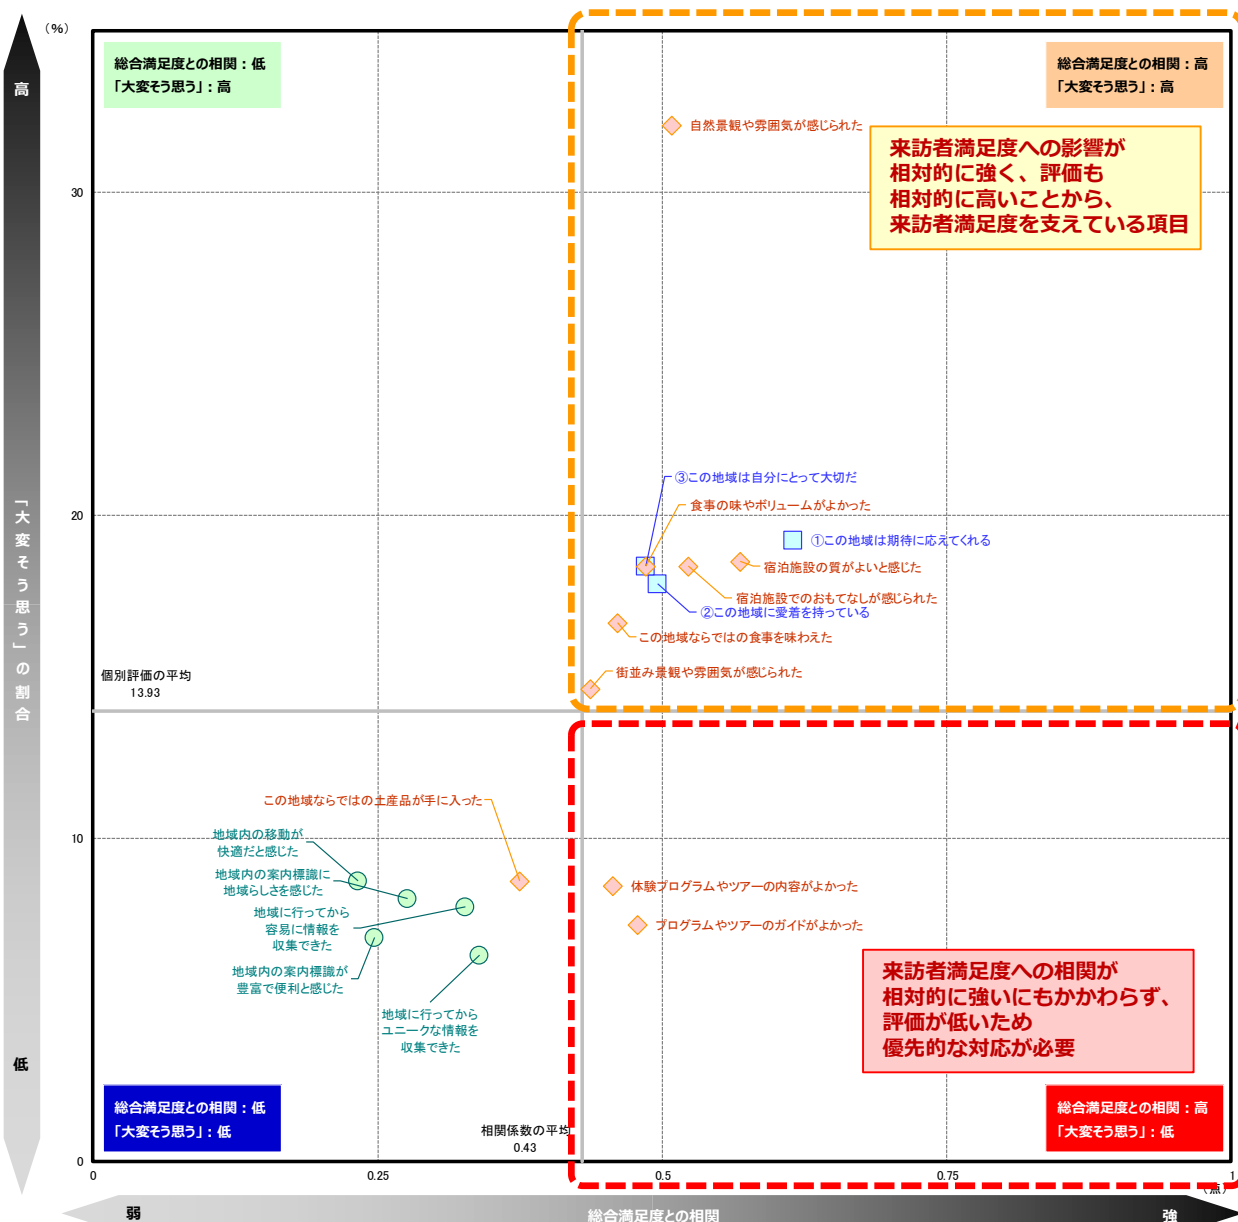 (%)
高
「大変そう思う」の割合
低
総合満足度との相関：低
「大変そう思う」：高
総合満足度との相関：高
「大変そう思う」：高
自然景観や雰囲気が感じられた
来訪者満足度への影響が
相対的に強く、評価も
相対的に高いことから、
来訪者満足度を支えている項目
30
③この地域は自分にとって大切だ
食事の味やボリュームがよかった
20
①この地域は期待に応えてくれる
宿泊施設の質がよいと感じた
宿泊施設でのおもてなしが感じられた
②この地域に愛着を持っている
この地域ならではの食事を味わえた
街並み景観や雰囲気が感じられた
個別評価の平均
13.93
この地域ならではの土産品が手に入った
10
地域内の移動が
快適だと感じた
地域内の案内標識に
地域らしさを感じた
地域に行ってから
容易に情報を
収集できた
地域内の案内標識が
豊富で便利と感じた
地域に行ってから
ユニークな情報を
収集できた
体験プログラムやツアーの内容がよかった
プログラムやツアーのガイドがよかった
来訪者満足度への相関が
相対的に強いにもかかわらず、
評価が低いため
優先的な対応が必要
総合満足度との相関：低
「大変そう思う」：低
総合満足度との相関：高
「大変そう思う」：低
相関係数の平均
0.43
0
0
0.25
0.5
0.75
1
(点)
弱
総合満足度との相関
強